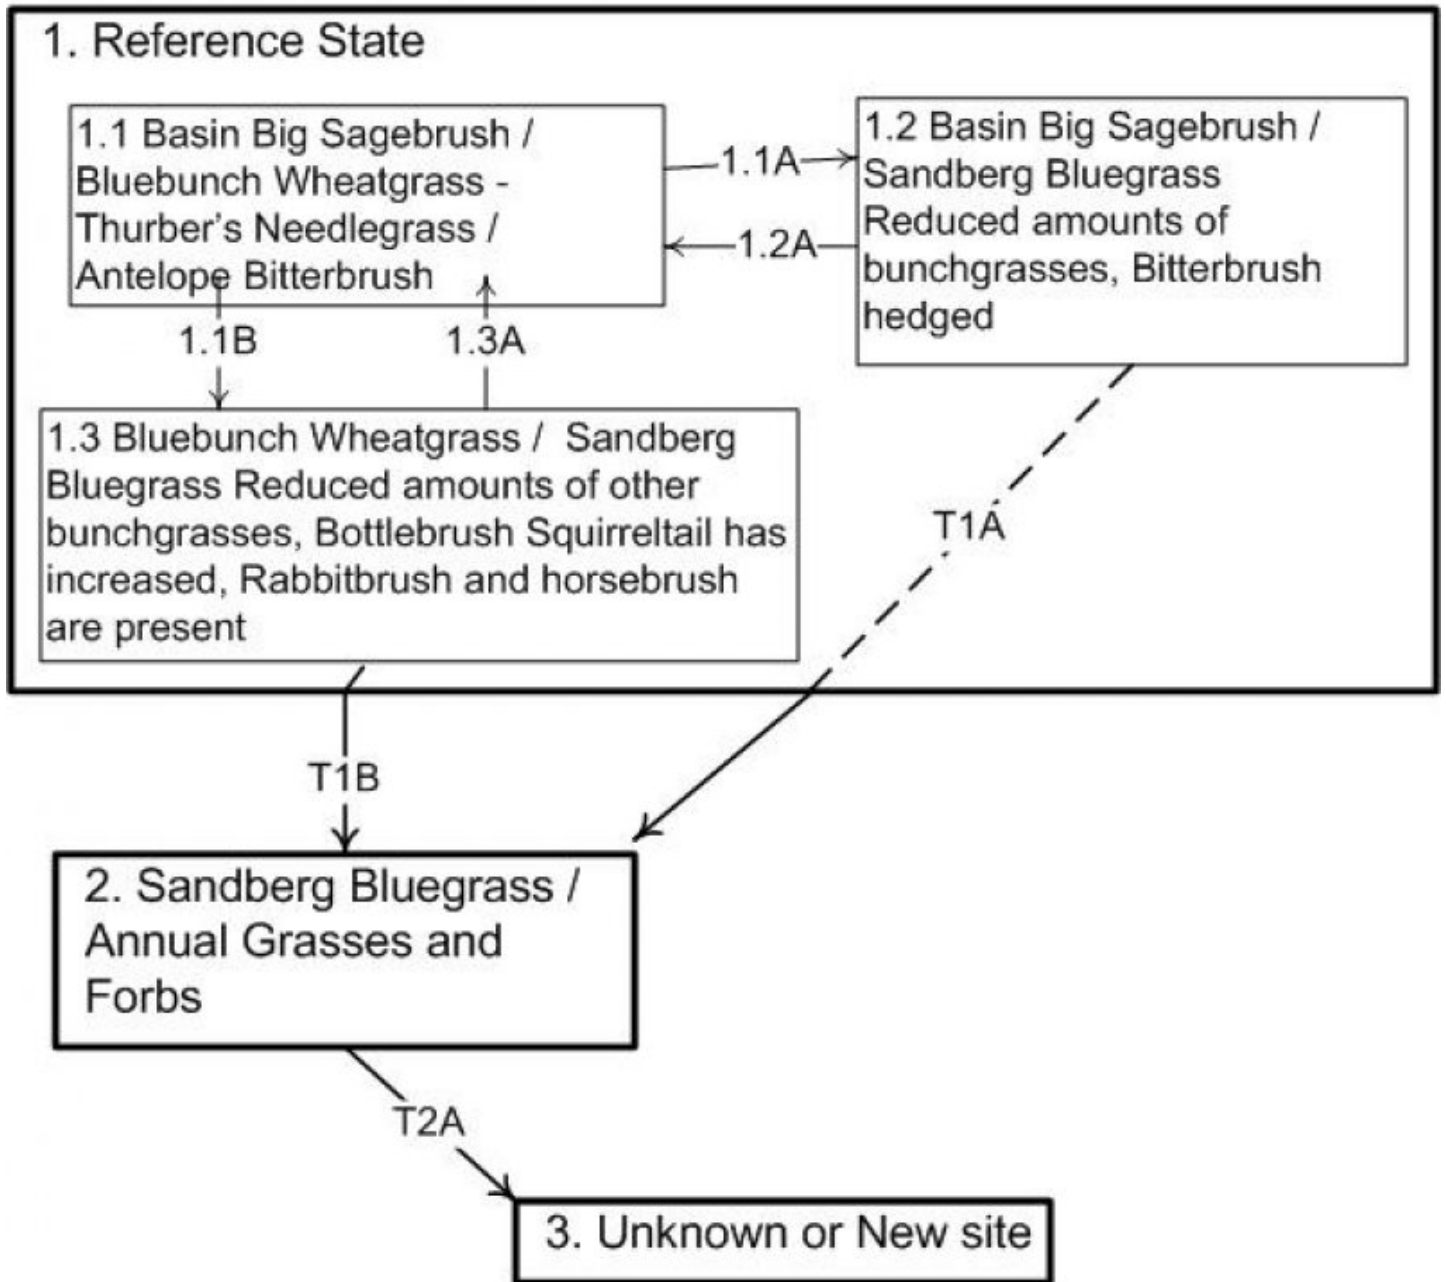 1. Reference State
1.1 Basin Big Sagebrush /
Bluebunch Wheatgrass -
Thurber's Needlegrass /
Antelope Bitterbrush
1.1A
1.2A
1.2 Basin Big Sagebrush /
Sandberg Bluegrass
Reduced amounts of
bunchgrasses, Bitterbrush
hedged
1.1B
1.3A
1.3 Bluebunch Wheatgrass / Sandberg
Bluegrass Reduced amounts of other
bunchgrasses, Bottlebrush Squirreltail has
increased, Rabbitbrush and horsebrush
are present
T1A
T1B
2. Sandberg Bluegrass /
Annual Grasses and
Forbs
T2A
3. Unknown or New site